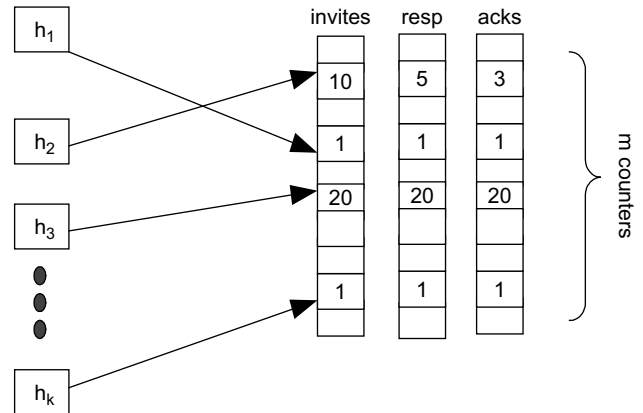 h1
invites resp acks
10 5 3
h2
1 1 1
20 20 20
h3
m counters
1 1 1
hk